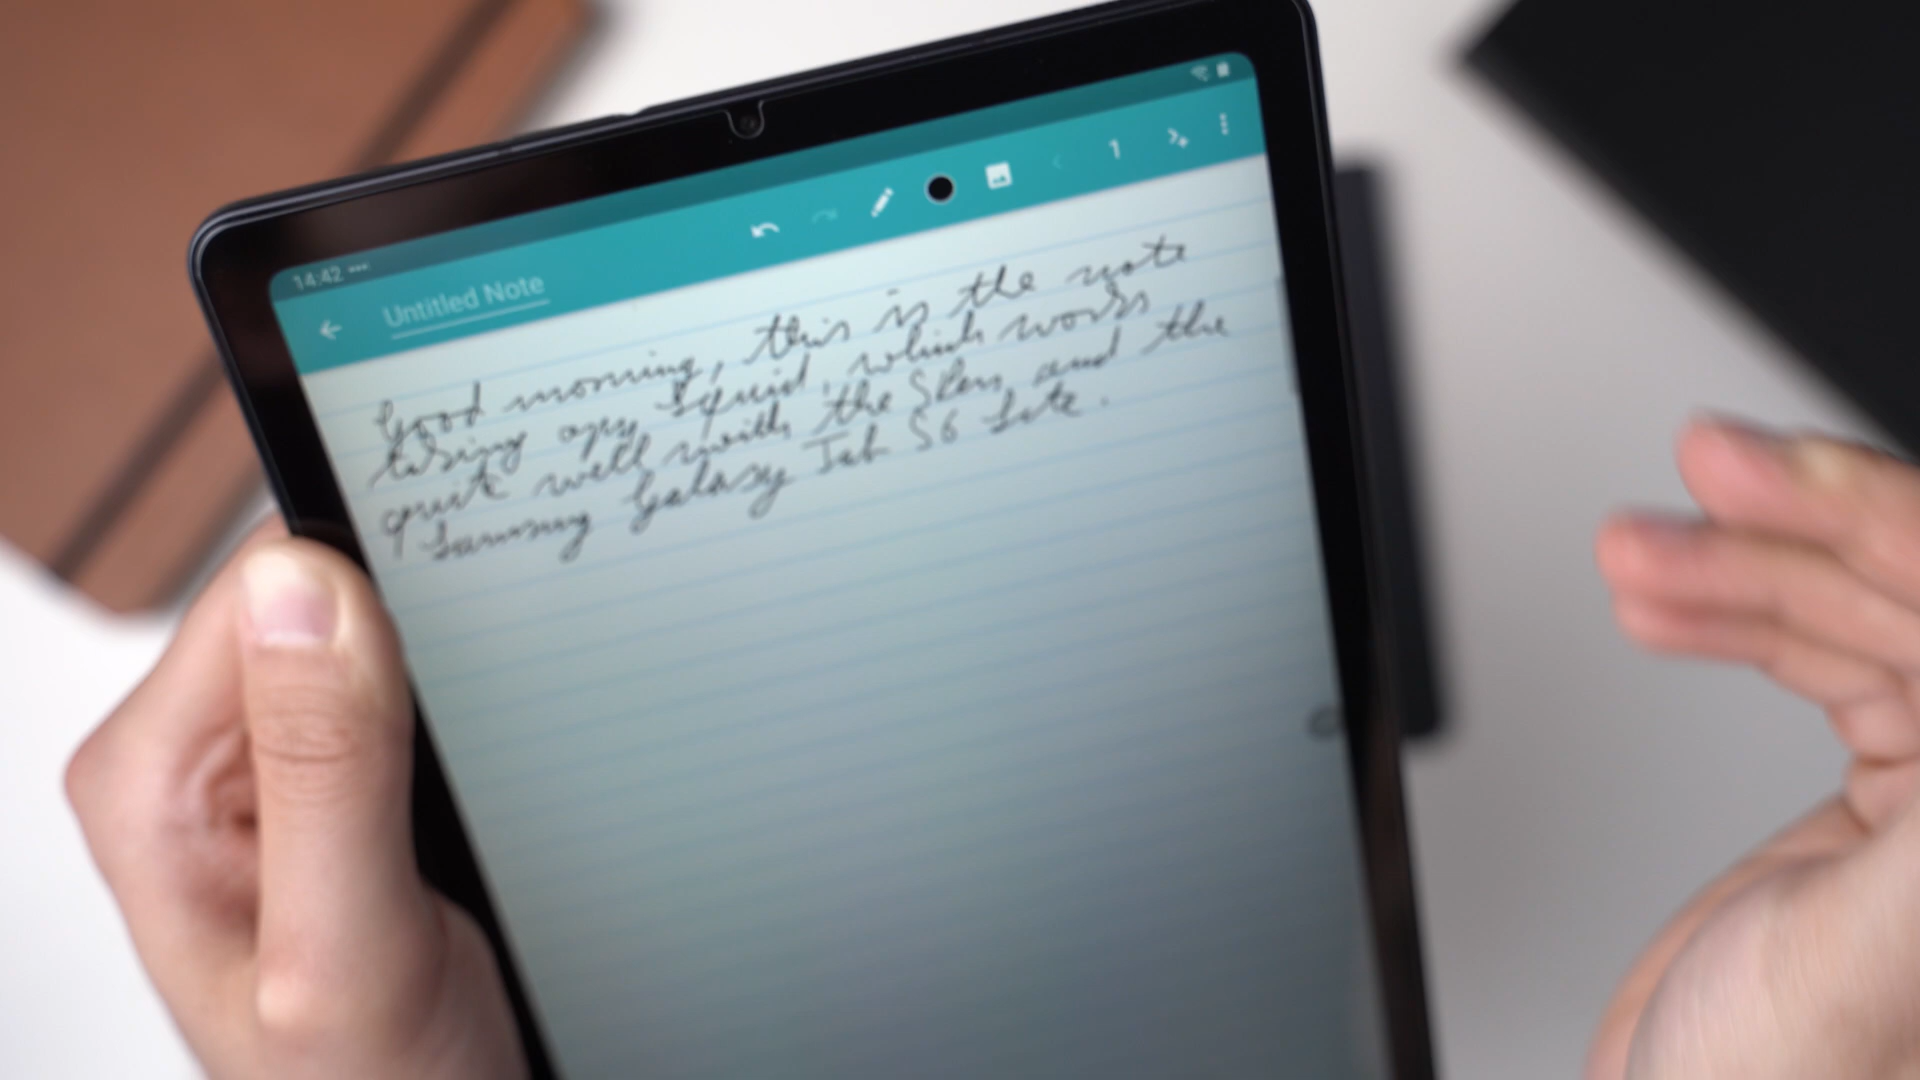 14:42
Untitled Note
1
Good morning, this is the note
taking app Squid, which works
quite well with the S Pen and the
Samsung Galaxy Tab S6 Lite.